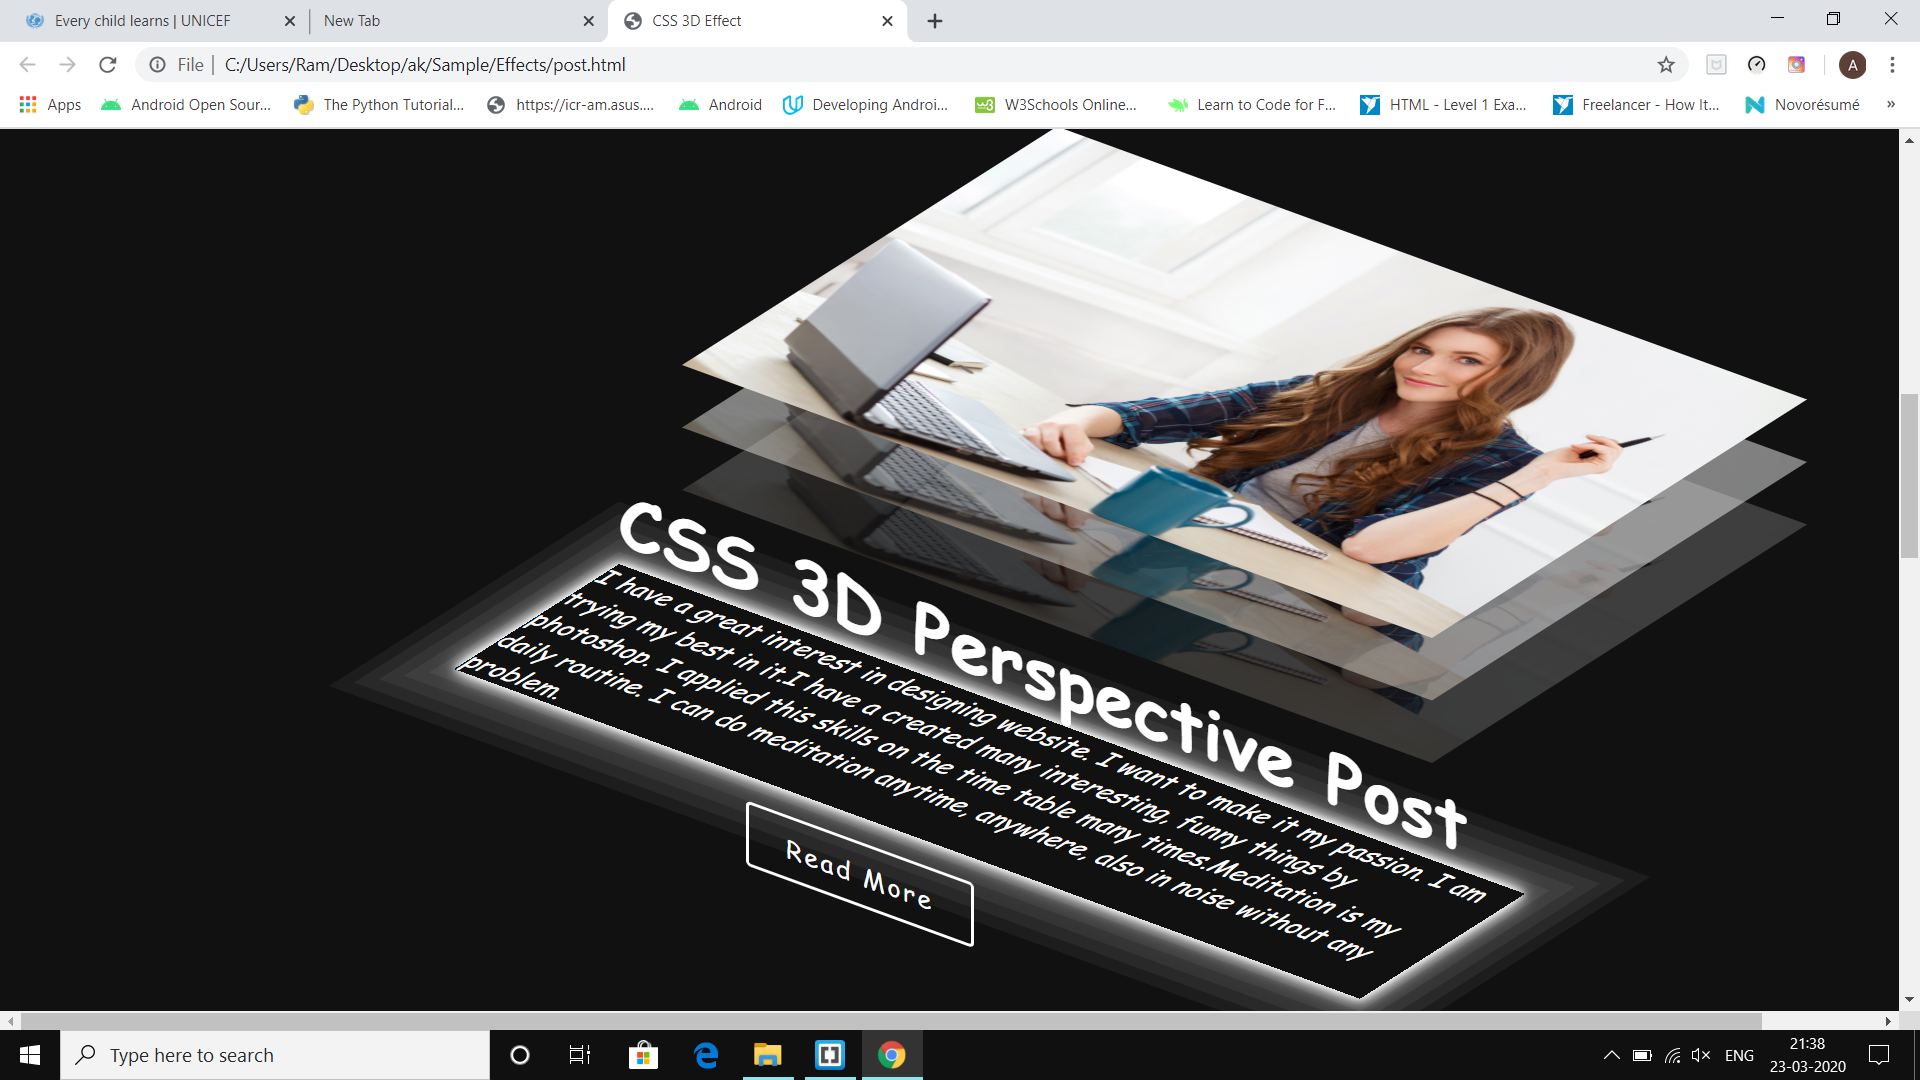 Every child learns | UNICEF
New Tab
CSS 3D Effect
File
C:/Users/Ram/Desktop/ak/Sample/Effects/post.html
A
Apps
Android Open Sour...
The Python Tutorial...
https://icr-am.asus....
Android
Developing Androi...
W3Schools Online...
Learn to Code for F...
HTML - Level 1 Exa...
Freelancer - How It...
Novorésumé
»
CSS 3D Perspective Post
I have a great interest in designing website. I want to make it my passion. I am
trying my best in it.I have a created many interesting, funny things by
photoshop. I applied this skills on the time table many times.Meditation is my
daily routine. I can do meditation anytime, anywhere, also in noise without any
problem.
Read More
Type here to search
ENG
21:38
23-03-2020